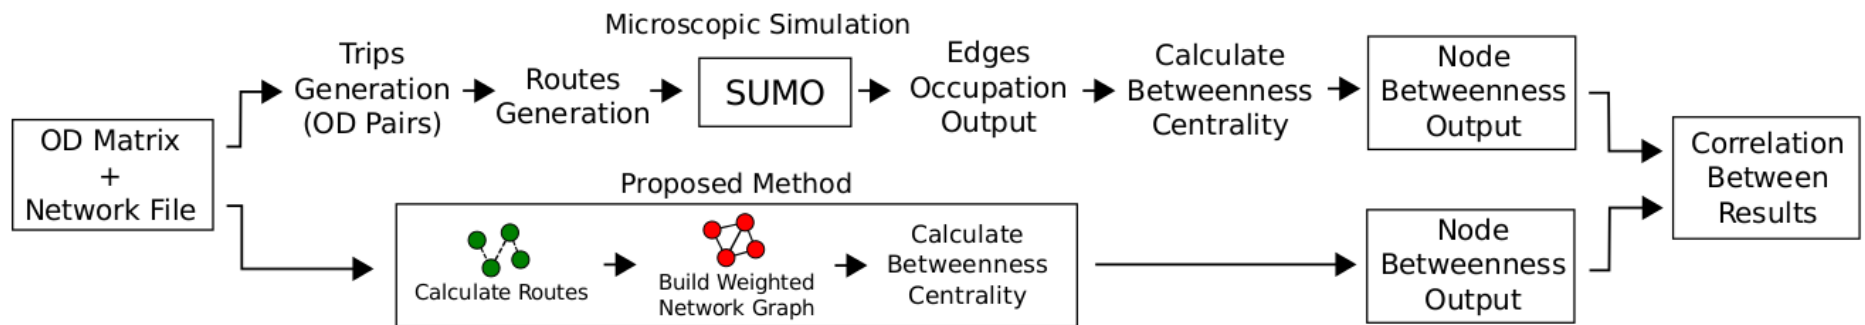 OD Matrix
+
Network File
Microscopic Simulation
Trips
Generation
(OD Pairs)
Routes
Generation
SUMO
Edges
Occupation
Output
Calculate
Betweenness
Centrality
Node
Betweenness
Output
Proposed Method
Calculate Routes
Build Weighted
Network Graph
Calculate
Betweenness
Centrality
Node
Betweenness
Output
Correlation
Between
Results